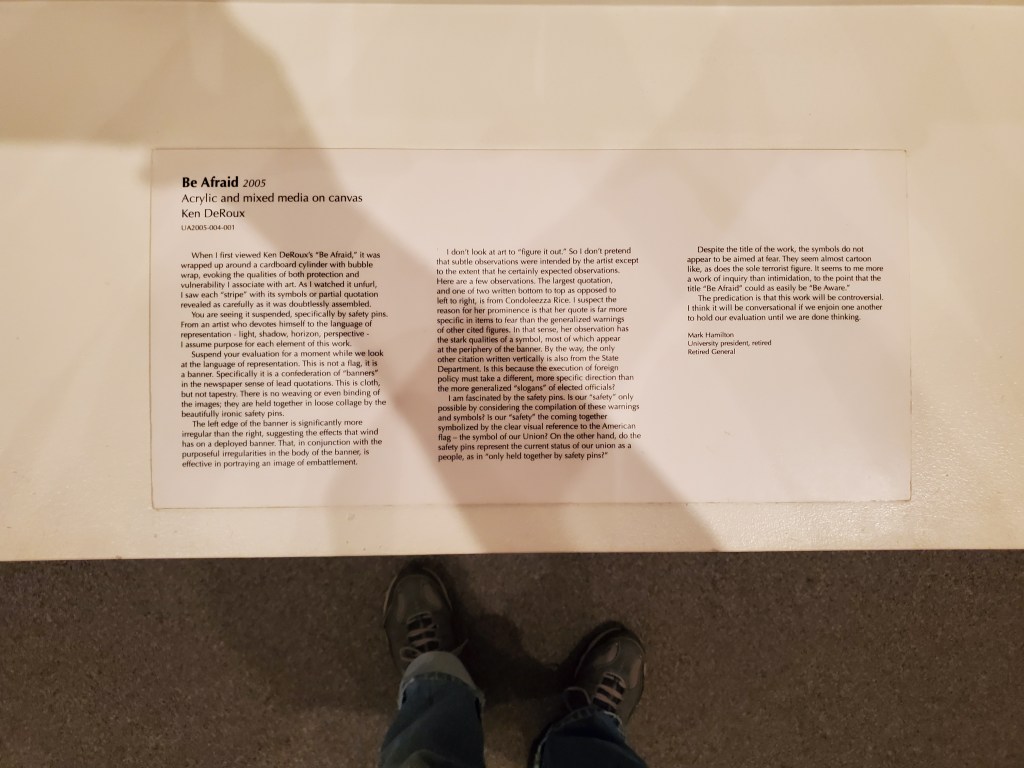 Be Afraid 2005
Acrylic and mixed media on canvas
Ken DeRoux
UA2005-004-001
When I first viewed Ken DeRoux's "Be Afraid," it was
wrapped up around a cardboard cylinder with bubble
wrap, evoking the qualities of both protection and
vulnerability I associate with art. As I watched it unfurl,
I saw each "stripe" with its symbols or partial quotation
revealed as carefully as it was doubtlessly assembled.
You are seeing it suspended, specifically by safety pins.
From an artist who devotes himself to the language of
representation - light, shadow, horizon, perspective -
I assume purpose for each element of this work.
Suspend your evaluation for a moment while we look
at the language of representation. This is not a flag, it is
a banner. Specifically it is a confederation of "banners"
in the newspaper sense of lead quotations. This is cloth,
but not tapestry. There is no weaving or even binding of
the images; they are held together in loose collage by the
beautifully ironic safety pins.
The left edge of the banner is significantly more
irregular than the right, suggesting the effects that wind
has on a deployed banner. That, in conjunction with the
purposeful irregularities in the body of the banner, is
effective in portraying an image of embattlement.
I don't look at art to "figure it out." So I don't pretend
that subtle observations were intended by the artist except
to the extent that he certainly expected observations.
Here are a few observations. The largest quotation,
and one of two written bottom to top as opposed to
left to right, is from Condoleezza Rice. I suspect the
reason for her prominence is that her quote is far more
specific in items to fear than the generalized warnings
of other cited figures. In that sense, her observation has
the stark qualities of a symbol, most of which appear
at the periphery of the banner. By the way, the only
other citation written vertically is also from the State
Department. Is this because the execution of foreign
policy must take a different, more specific direction than
the more generalized "slogans" of elected officials?
I am fascinated by the safety pins. Is our "safety" only
possible by considering the compilation of these warnings
and symbols? Is our "safety" the coming together
symbolized by the clear visual reference to the American
flag – the symbol of our Union? On the other hand, do the
safety pins represent the current status of our union as a
people, as in "only held together by safety pins?"
Despite the title of the work, the symbols do not
appear to be aimed at fear. They seem almost cartoon
like, as does the sole terrorist figure. It seems to me more
a work of inquiry than intimidation, to the point that the
title "Be Afraid" could as easily be "Be Aware."
The predication is that this work will be controversial.
I think it will be conversational if we enjoin one another
to hold our evaluation until we are done thinking.
Mark Hamilton
University president, retired
Retired General